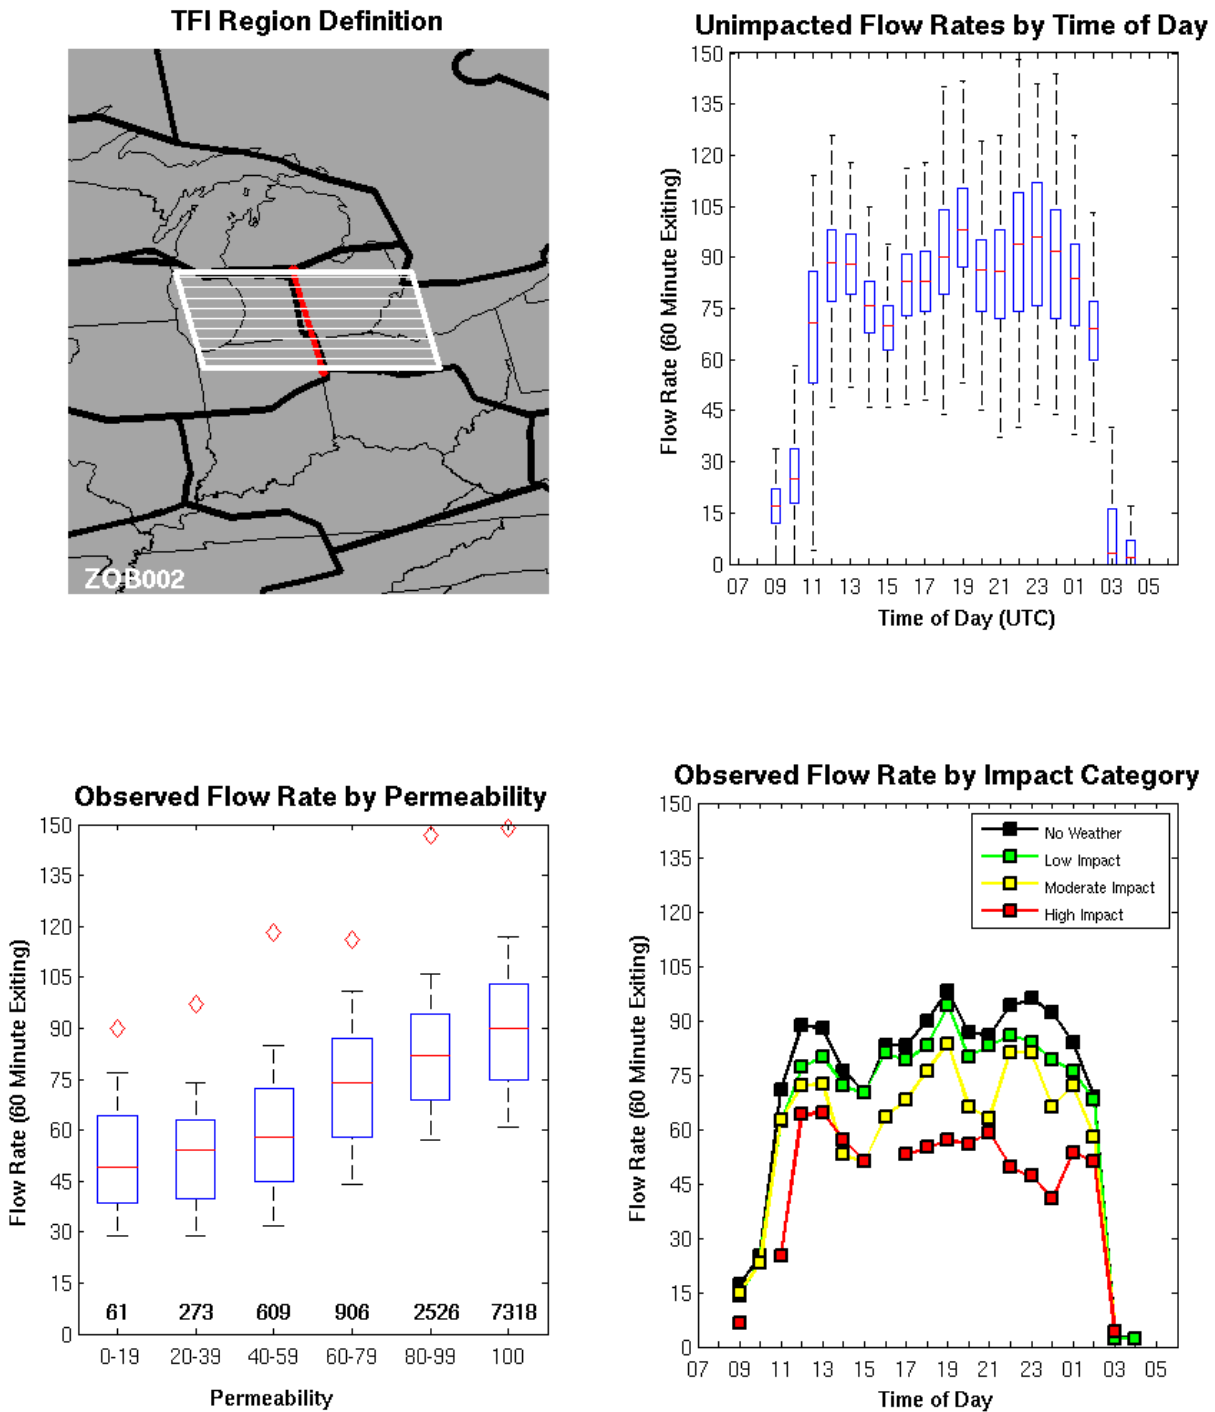 TFI Region Definition
ZOB002
Unimpacted Flow Rates by Time of Day
Flow Rate (60 Minute Exiting)
150
135
120
105
90
75
60
45
30
15
0
07 09 11 13 15 17 19 21 23 01 03 05
Time of Day (UTC)
Observed Flow Rate by Permeability
Flow Rate (60 Minute Exiting)
150
135
120
105
90
75
60
45
30
15
0
61 273 609 906 2526 7318
0-19 20-39 40-59 60-79 80-99 100
Permeability
Observed Flow Rate by Impact Category
Flow Rate (60 Minute Exiting)
150
135
120
105
90
75
60
45
30
15
0
No Weather
Low Impact
Moderate Impact
High Impact
07 09 11 13 15 17 19 21 23 01 03 05
Time of Day